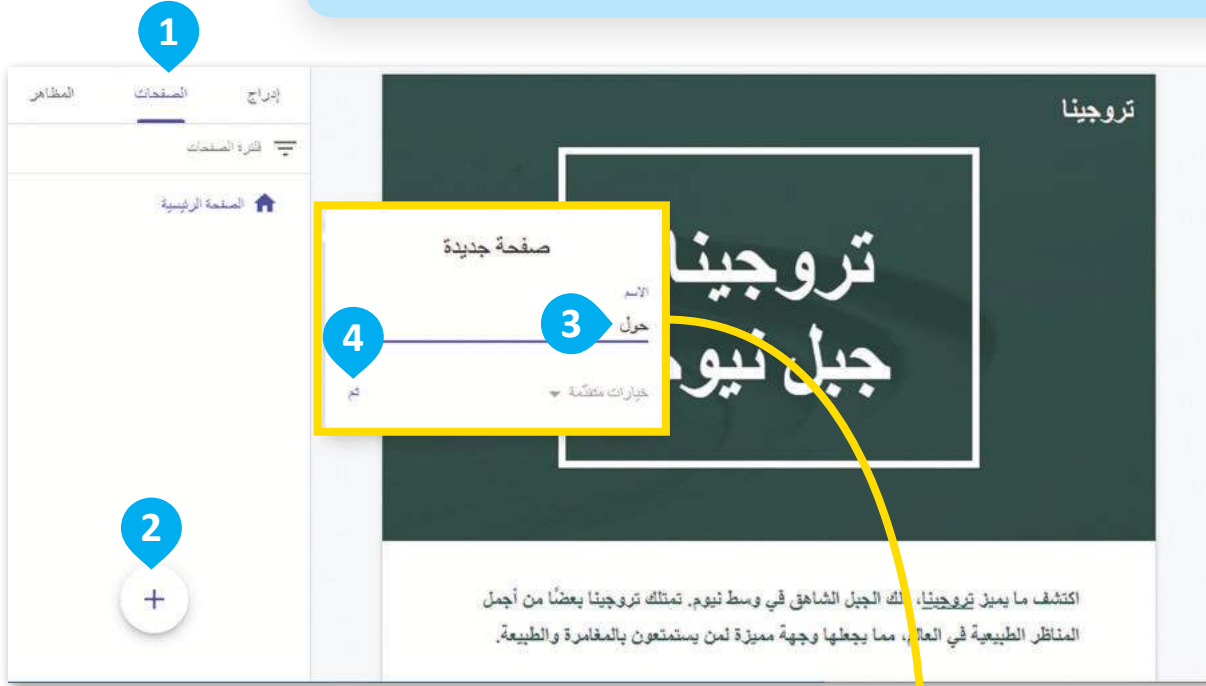 1
إدراج
الصفحات
المظاهر
فلترة الصفحات
الصفحة الرئيسية
2
+
صفحة جديدة
الاسم
حول
3
4
خيارات متقدّمة
تم
تروجينا
تروجينا
جبل نيوم
اكتشف ما يميز تروجينا، ذلك الجبل الشاهق في وسط نيوم. تمتلك تروجينا بعضًا من أجمل
المناظر الطبيعية في العالم، مما يجعلها وجهة مميزة لمن يستمتعون بالمغامرة والطبيعة.